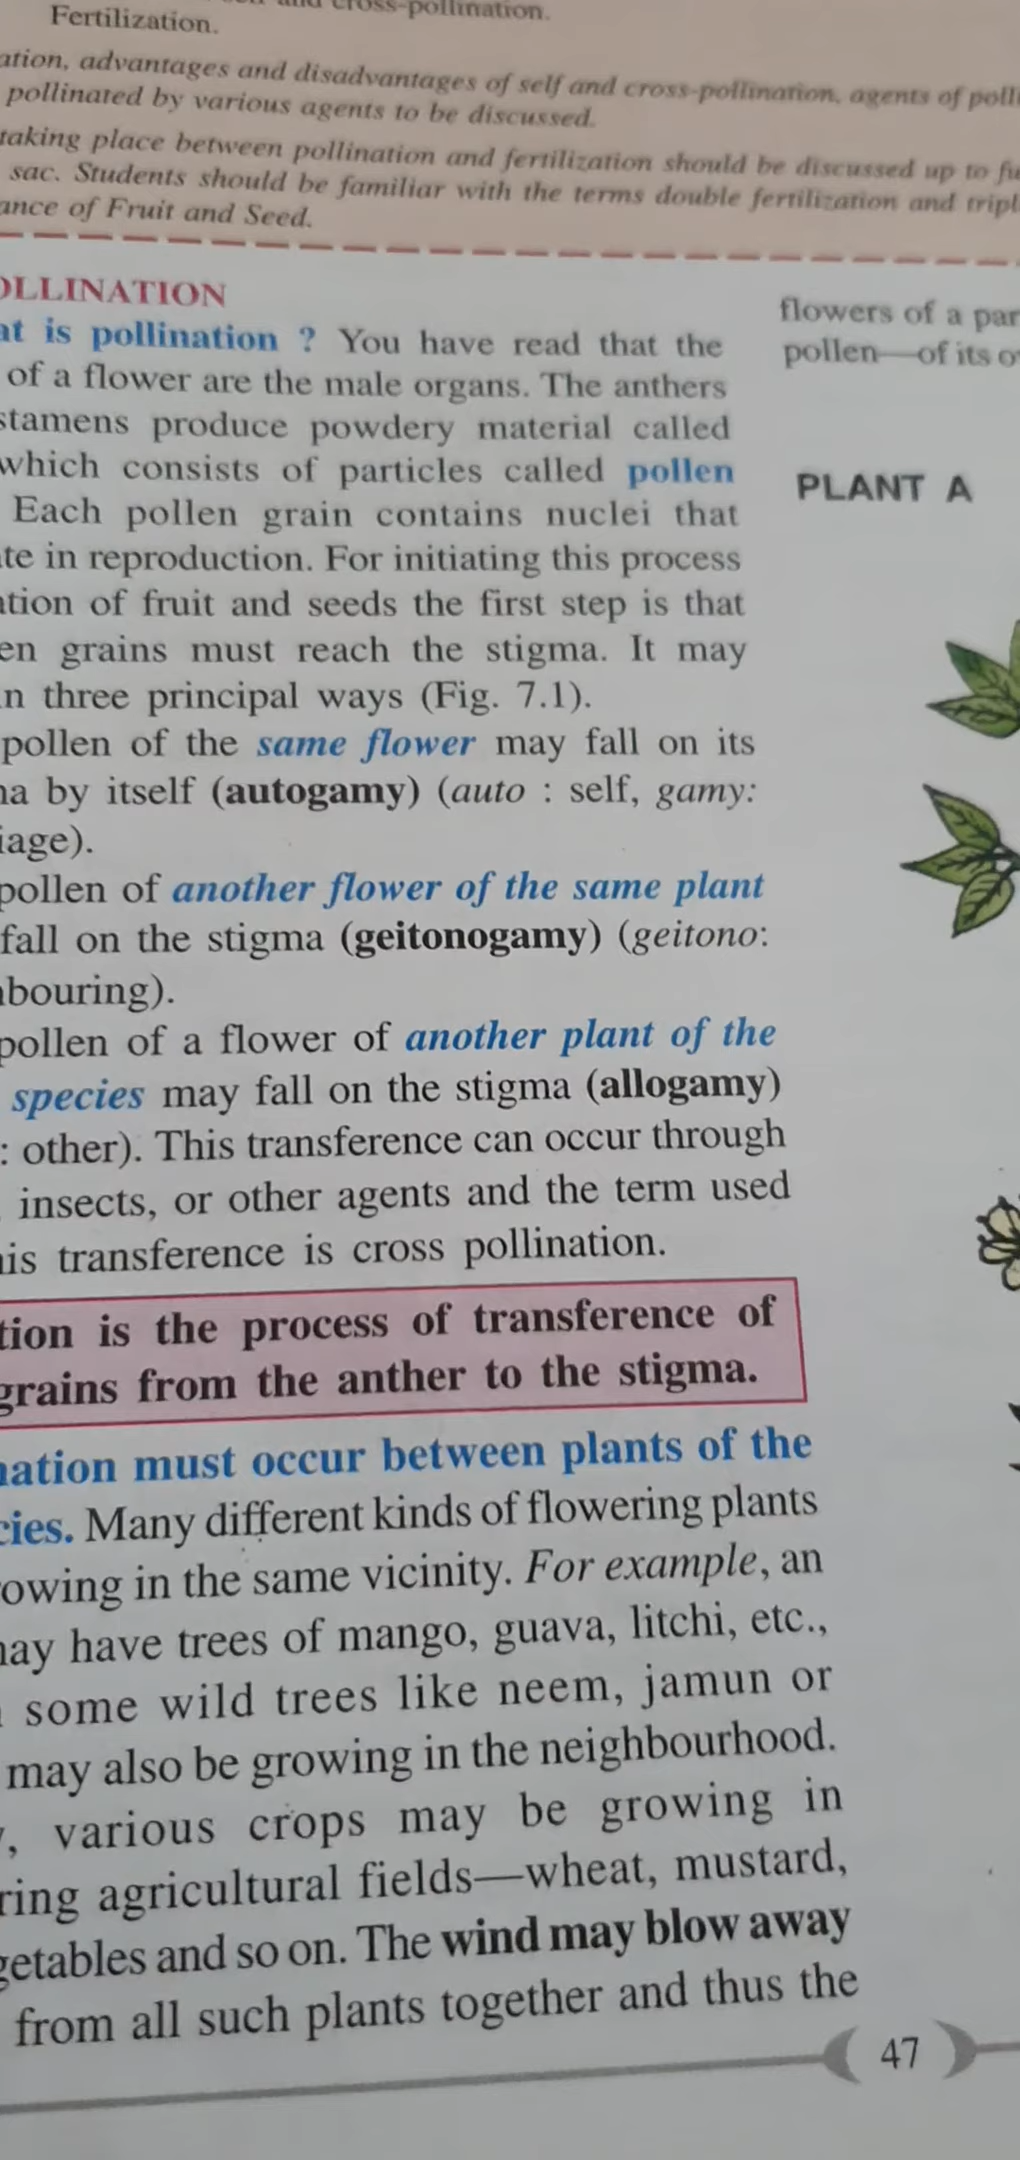 cross-pollination.
Fertilization.
ation, advantages and disadvantages of self and cross-pollination, agents of polli
pollinated by various agents to be discussed.
taking place between pollination and fertilization should be discussed up to fu
sac. Students should be familiar with the terms double fertilization and tripl
ance of Fruit and Seed.
OLLINATION
at is pollination ? You have read that the
of a flower are the male organs. The anthers
stamens produce powdery material called
which consists of particles called pollen
Each pollen grain contains nuclei that
te in reproduction. For initiating this process
ation of fruit and seeds the first step is that
en grains must reach the stigma. It may
n three principal ways (Fig. 7.1).
pollen of the same flower may fall on its
na by itself (autogamy) (auto : self, gamy:
iage).
pollen of another flower of the same plant
fall on the stigma (geitonogamy) (geitono:
bouring).
pollen of a flower of another plant of the
species may fall on the stigma (allogamy)
: other). This transference can occur through
insects, or other agents and the term used
is transference is cross pollination.
tion is the process of transference of
grains from the anther to the stigma.
nation must occur between plants of the
cies. Many different kinds of flowering plants
owing in the same vicinity. For example, an
may have trees of mango, guava, litchi, etc.,
some wild trees like neem, jamun or
may also be growing in the neighbourhood.
, various crops may be growing in
ring agricultural fields—wheat, mustard,
getables and so on. The wind may blow away
from all such plants together and thus the
flowers of a par
pollen—of its o
PLANT A
47